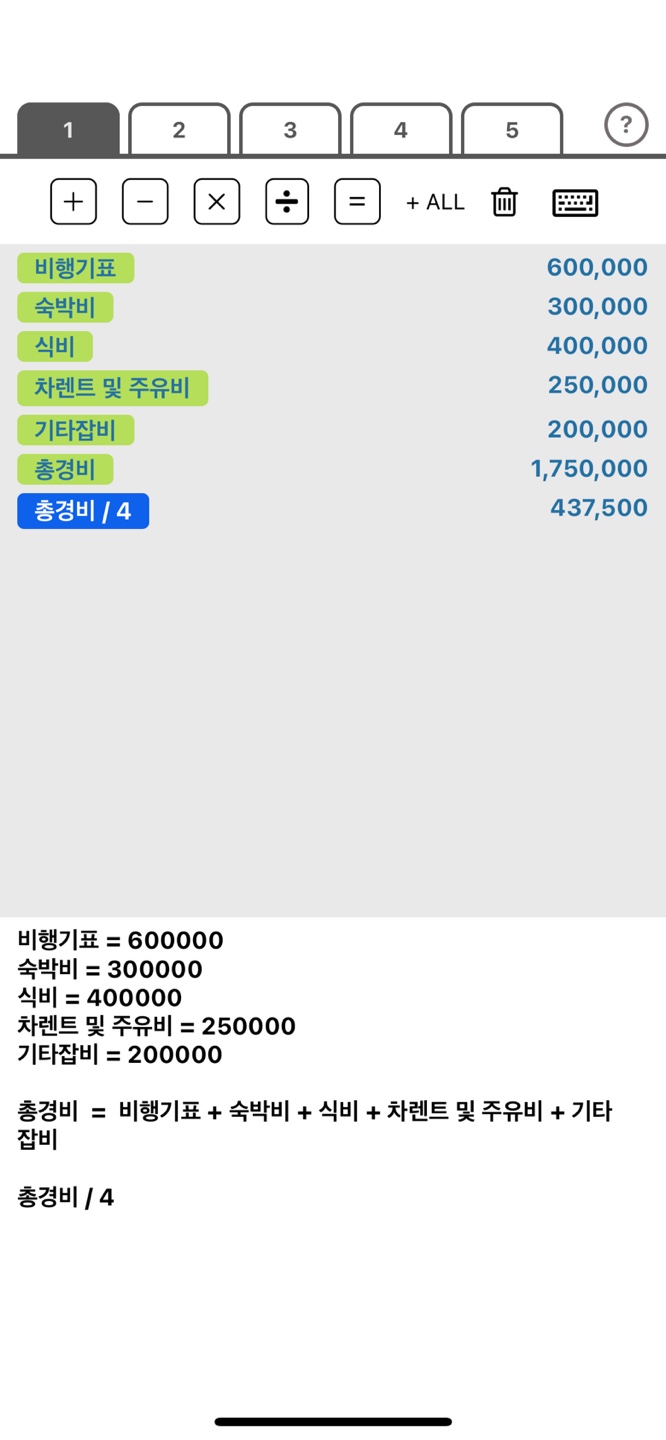 1 2 3 4 5 ?
+ − × ÷ = + ALL
비행기표 600,000
숙박비 300,000
식비 400,000
차렌트 및 주유비 250,000
기타잡비 200,000
총경비 1,750,000
총경비 / 4 437,500
비행기표 = 600000
숙박비 = 300000
식비 = 400000
차렌트 및 주유비 = 250000
기타잡비 = 200000
총경비 = 비행기표 + 숙박비 + 식비 + 차렌트 및 주유비 + 기타
잡비
총경비 / 4